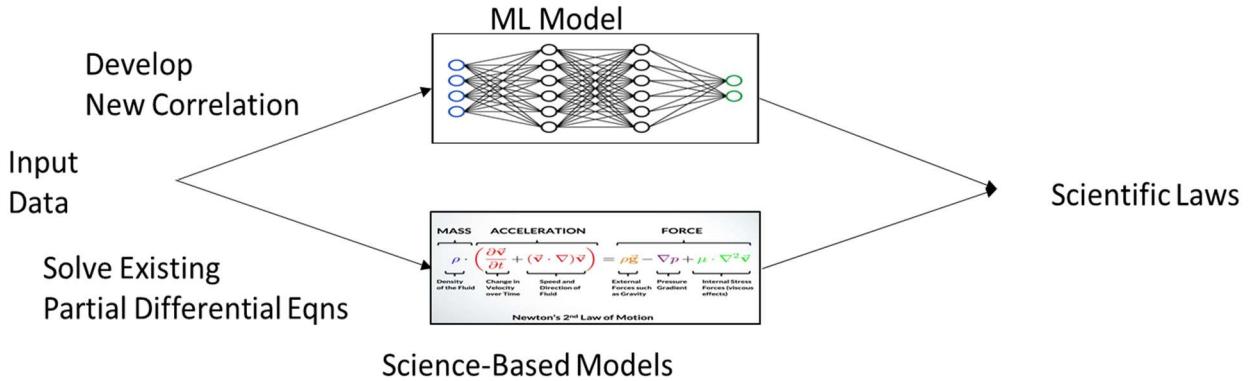 ML Model
Develop
New Correlation
Input
Data
Scientific Laws
Solve Existing
Partial Differential Eqns
MASS ACCELERATION FORCE
ρ · (∂v⃗/∂t + (v⃗ · ∇)v⃗) = ρg⃗ − ∇p + μ · ∇²v⃗
Density Change in Speed and External Pressure Internal Stress
of the Fluid Velocity Direction of Forces such Gradient Forces (viscous
over Time Fluid as Gravity effects)
Newton's 2nd Law of Motion
Science-Based Models